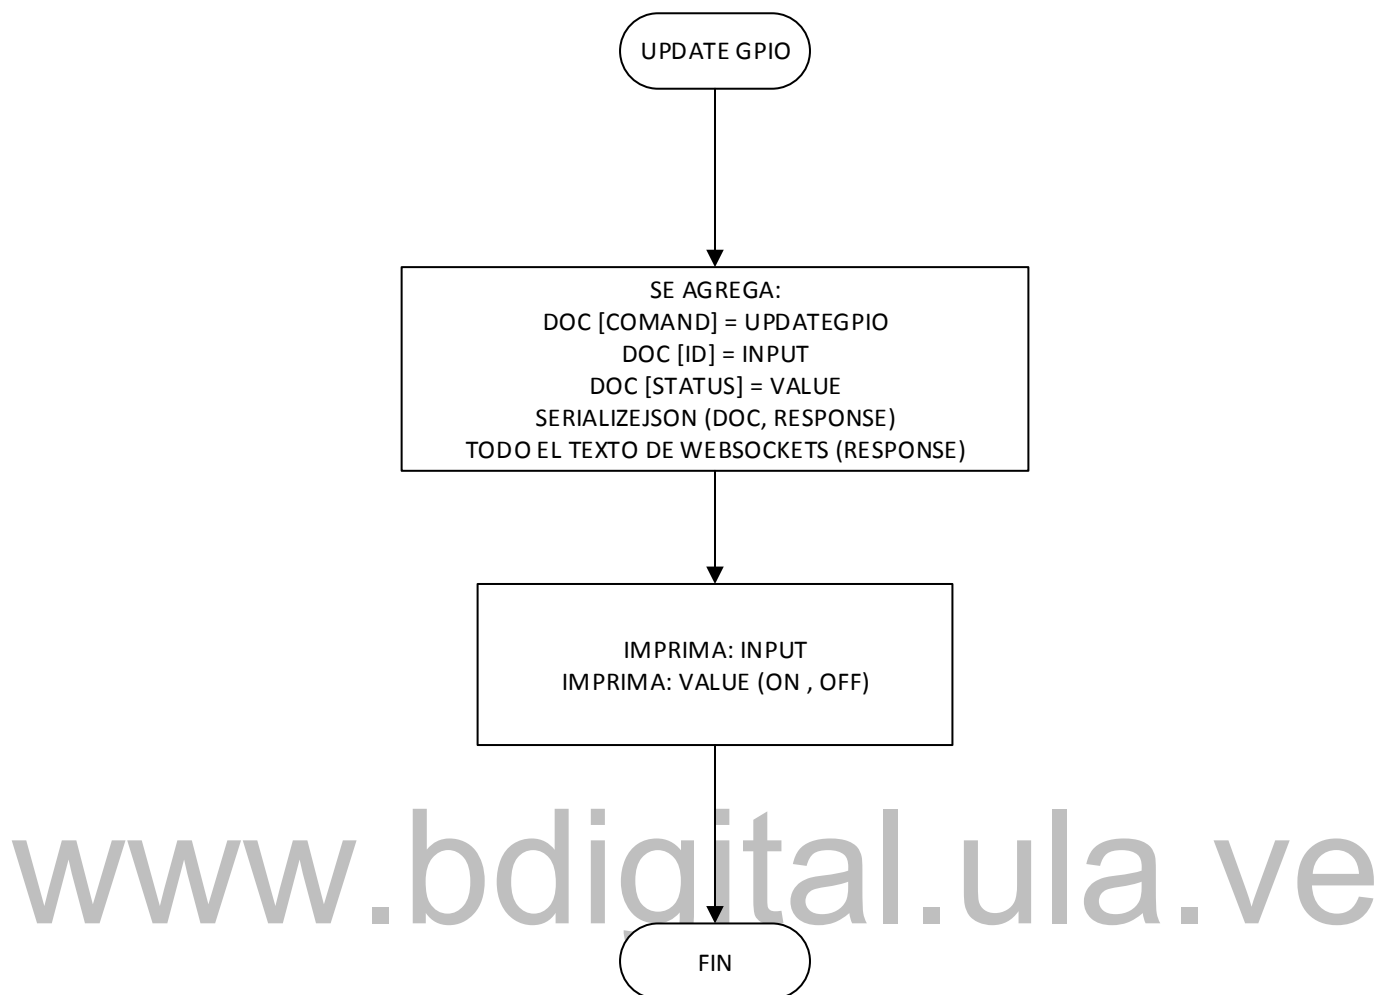 UPDATE GPIO
SE AGREGA:
DOC [COMAND] = UPDATEGPIO
DOC [ID] = INPUT
DOC [STATUS] = VALUE
SERIALIZEJSON (DOC, RESPONSE)
TODO EL TEXTO DE WEBSOCKETS (RESPONSE)
IMPRIMA: INPUT
IMPRIMA: VALUE (ON , OFF)
www.bdigital.ula.ve
FIN